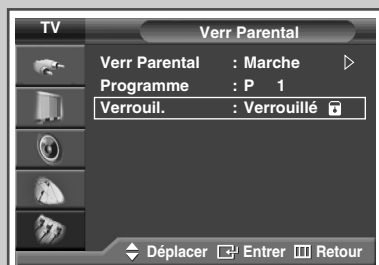 TV
Verr Parental
Verr Parental : Marche
Programme : P 1
Verrouil. : Verrouillé
Déplacer Entrer Retour